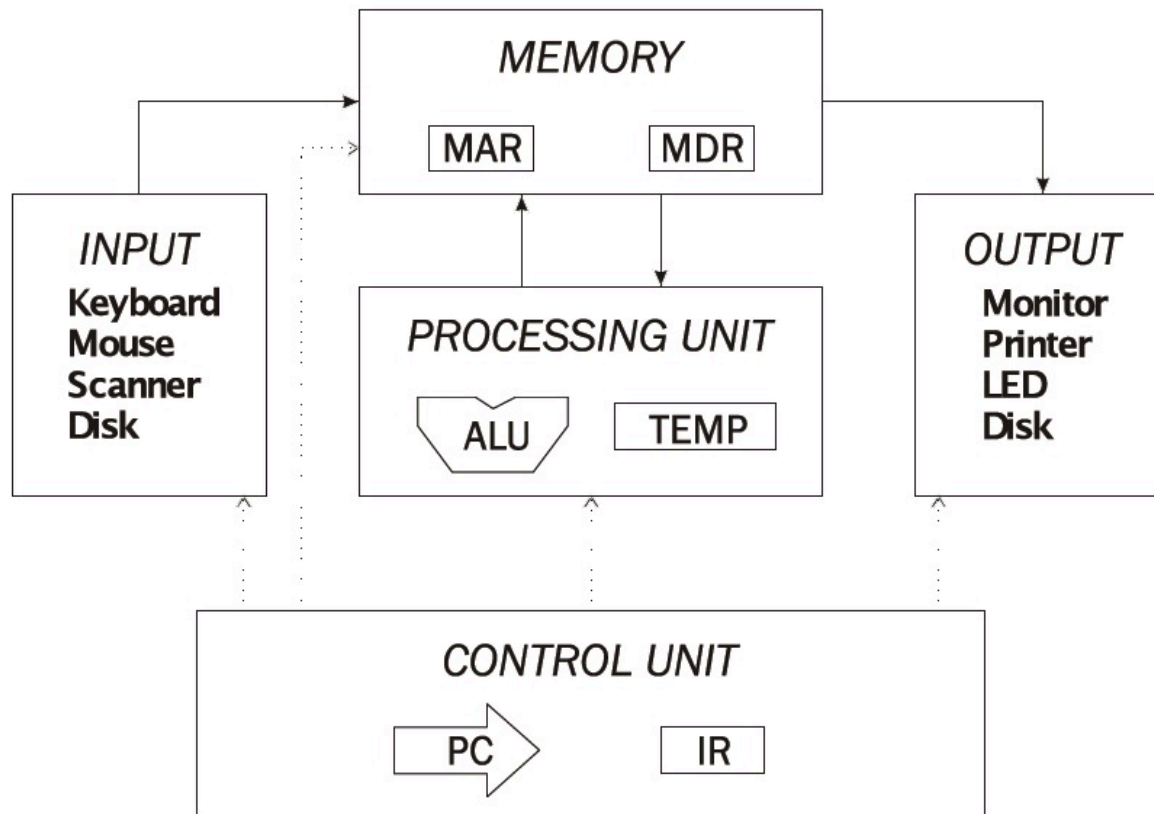 MEMORY
MAR
MDR
INPUT
Keyboard
Mouse
Scanner
Disk
PROCESSING UNIT
ALU
TEMP
OUTPUT
Monitor
Printer
LED
Disk
CONTROL UNIT
PC
IR